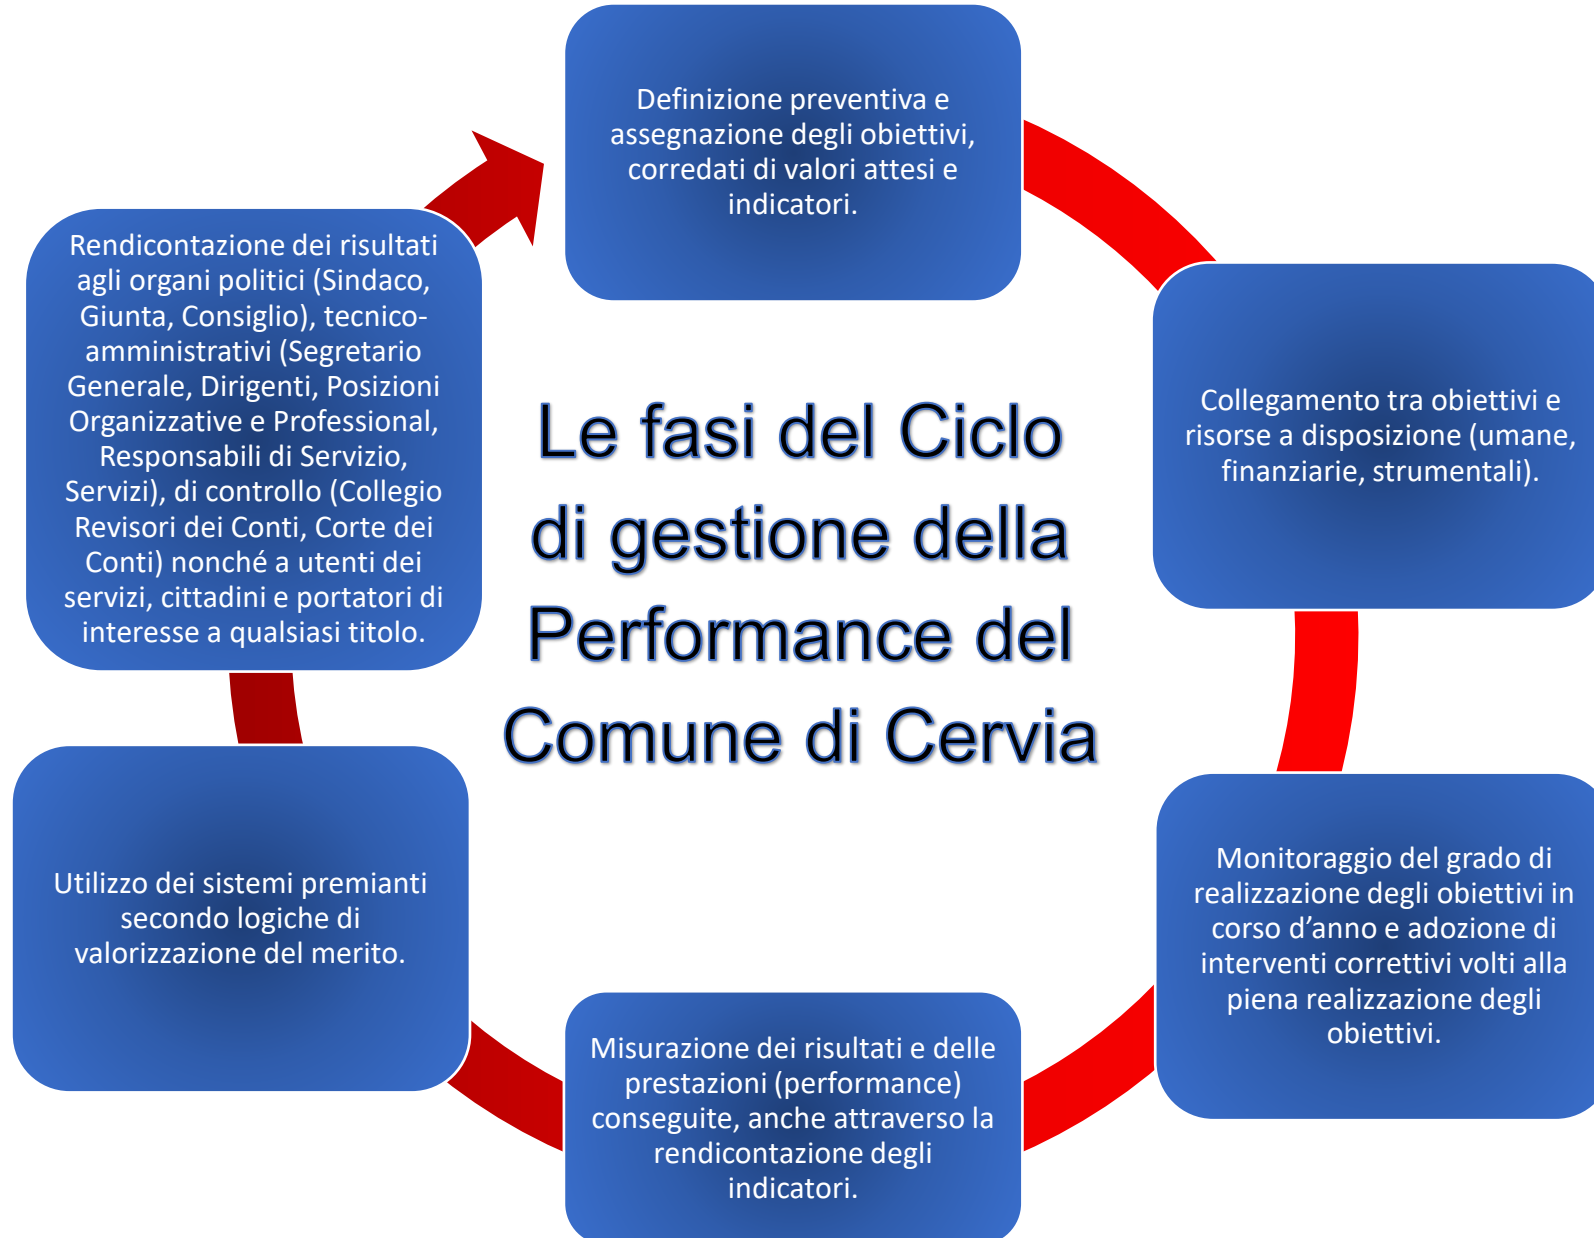 Definizione preventiva e
assegnazione degli obiettivi,
corredati di valori attesi e
indicatori.
Collegamento tra obiettivi e
risorse a disposizione (umane,
finanziarie, strumentali).
Monitoraggio del grado di
realizzazione degli obiettivi in
corso d’anno e adozione di
interventi correttivi volti alla
piena realizzazione degli
obiettivi.
Misurazione dei risultati e delle
prestazioni (performance)
conseguite, anche attraverso la
rendicontazione degli
indicatori.
Utilizzo dei sistemi premianti
secondo logiche di
valorizzazione del merito.
Rendicontazione dei risultati
agli organi politici (Sindaco,
Giunta, Consiglio), tecnico-
amministrativi (Segretario
Generale, Dirigenti, Posizioni
Organizzative e Professional,
Responsabili di Servizio,
Servizi), di controllo (Collegio
Revisori dei Conti, Corte dei
Conti) nonché a utenti dei
servizi, cittadini e portatori di
interesse a qualsiasi titolo.
Le fasi del Ciclo
di gestione della
Performance del
Comune di Cervia